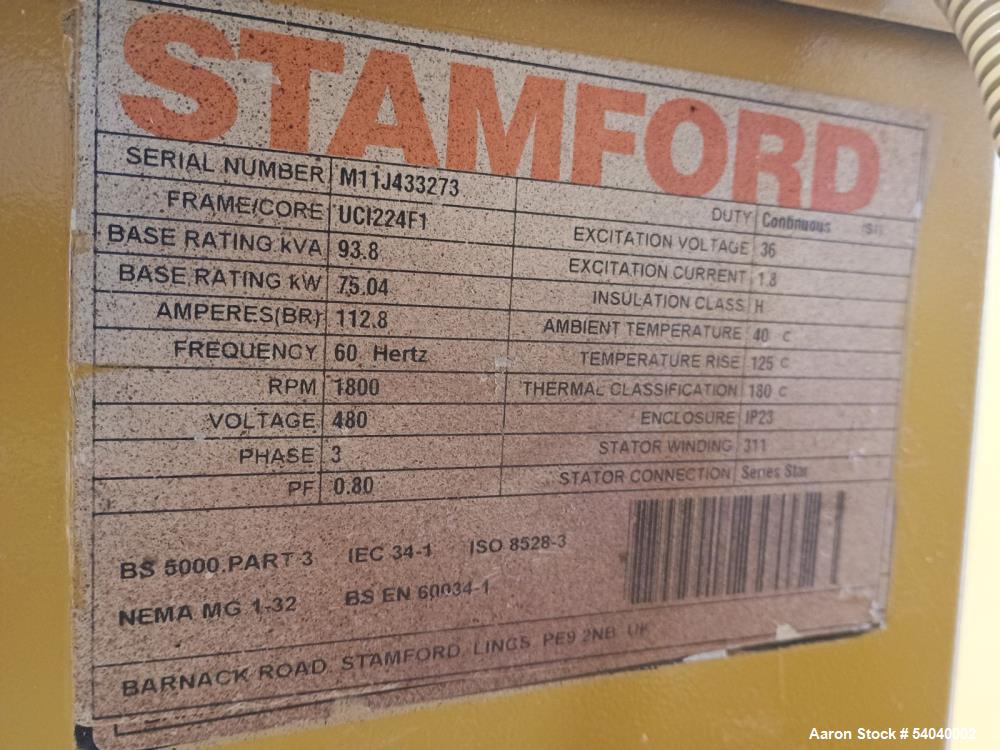 STAMFORD
SERIAL NUMBER M11J433273
FRAME/CORE UCI224F1
BASE RATING kVA 93.8
BASE RATING kW 75.04
AMPERES(BR) 112.8
FREQUENCY 60 Hertz
RPM 1800
VOLTAGE 480
PHASE 3
PF 0.80
DUTY Continuous
EXCITATION VOLTAGE 36
EXCITATION CURRENT 1.8
INSULATION CLASS H
AMBIENT TEMPERATURE 40 C
TEMPERATURE RISE 125 C
THERMAL CLASSIFICATION 180 C
ENCLOSURE IP23
STATOR WINDING 311
STATOR CONNECTION Series Star
BS 5000 PART 3 IEC 34-1 ISO 8528-3
NEMA MG 1-32 BS EN 60034-1
BARNACK ROAD STAMFORD LINGS PE9 2NB UK
Aaron Stock # 54040002